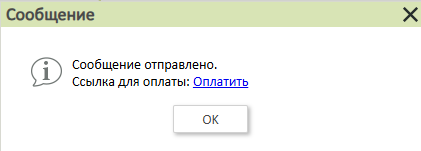 Сообщение
Сообщение отправлено.
Ссылка для оплаты: Оплатить
OK